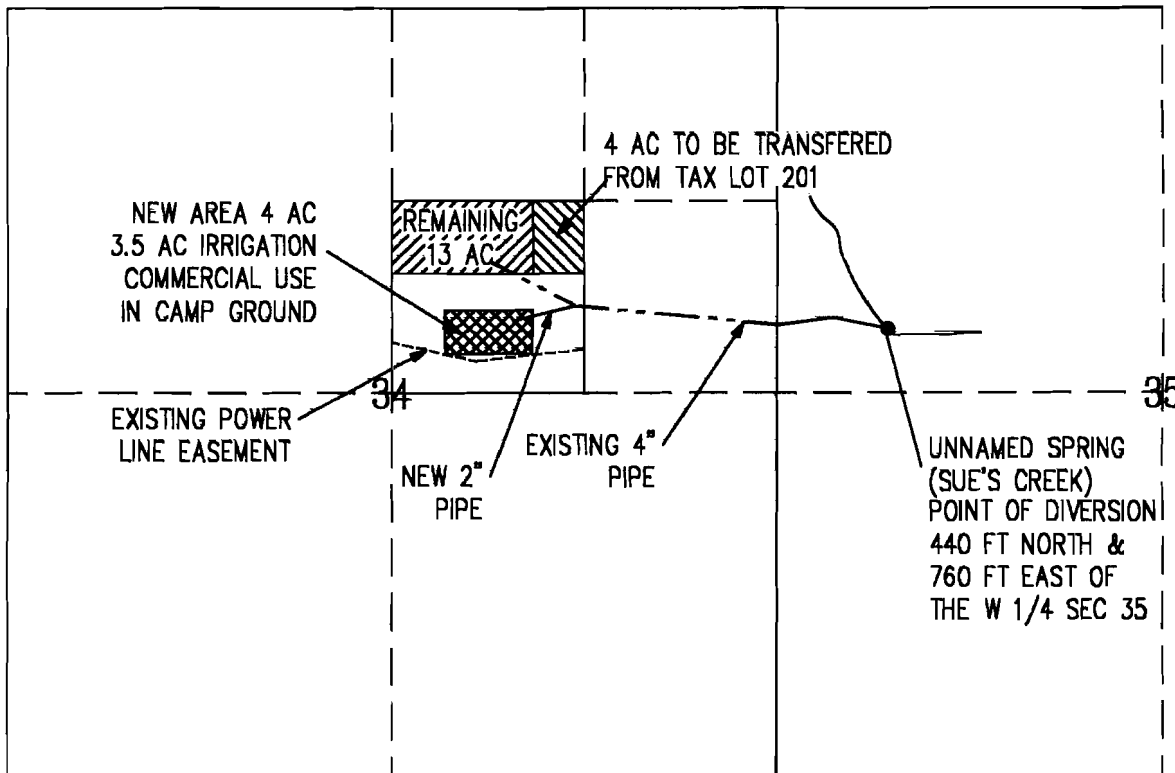 4 AC TO BE TRANSFERED
FROM TAX LOT 201
NEW AREA 4 AC
3.5 AC IRRIGATION
COMMERCIAL USE
IN CAMP GROUND
REMAINING
13 AC
34
35
EXISTING POWER
LINE EASEMENT
NEW 2"
PIPE
EXISTING 4"
PIPE
UNNAMED SPRING
(SUE'S CREEK)
POINT OF DIVERSION
440 FT NORTH &
760 FT EAST OF
THE W 1/4 SEC 35